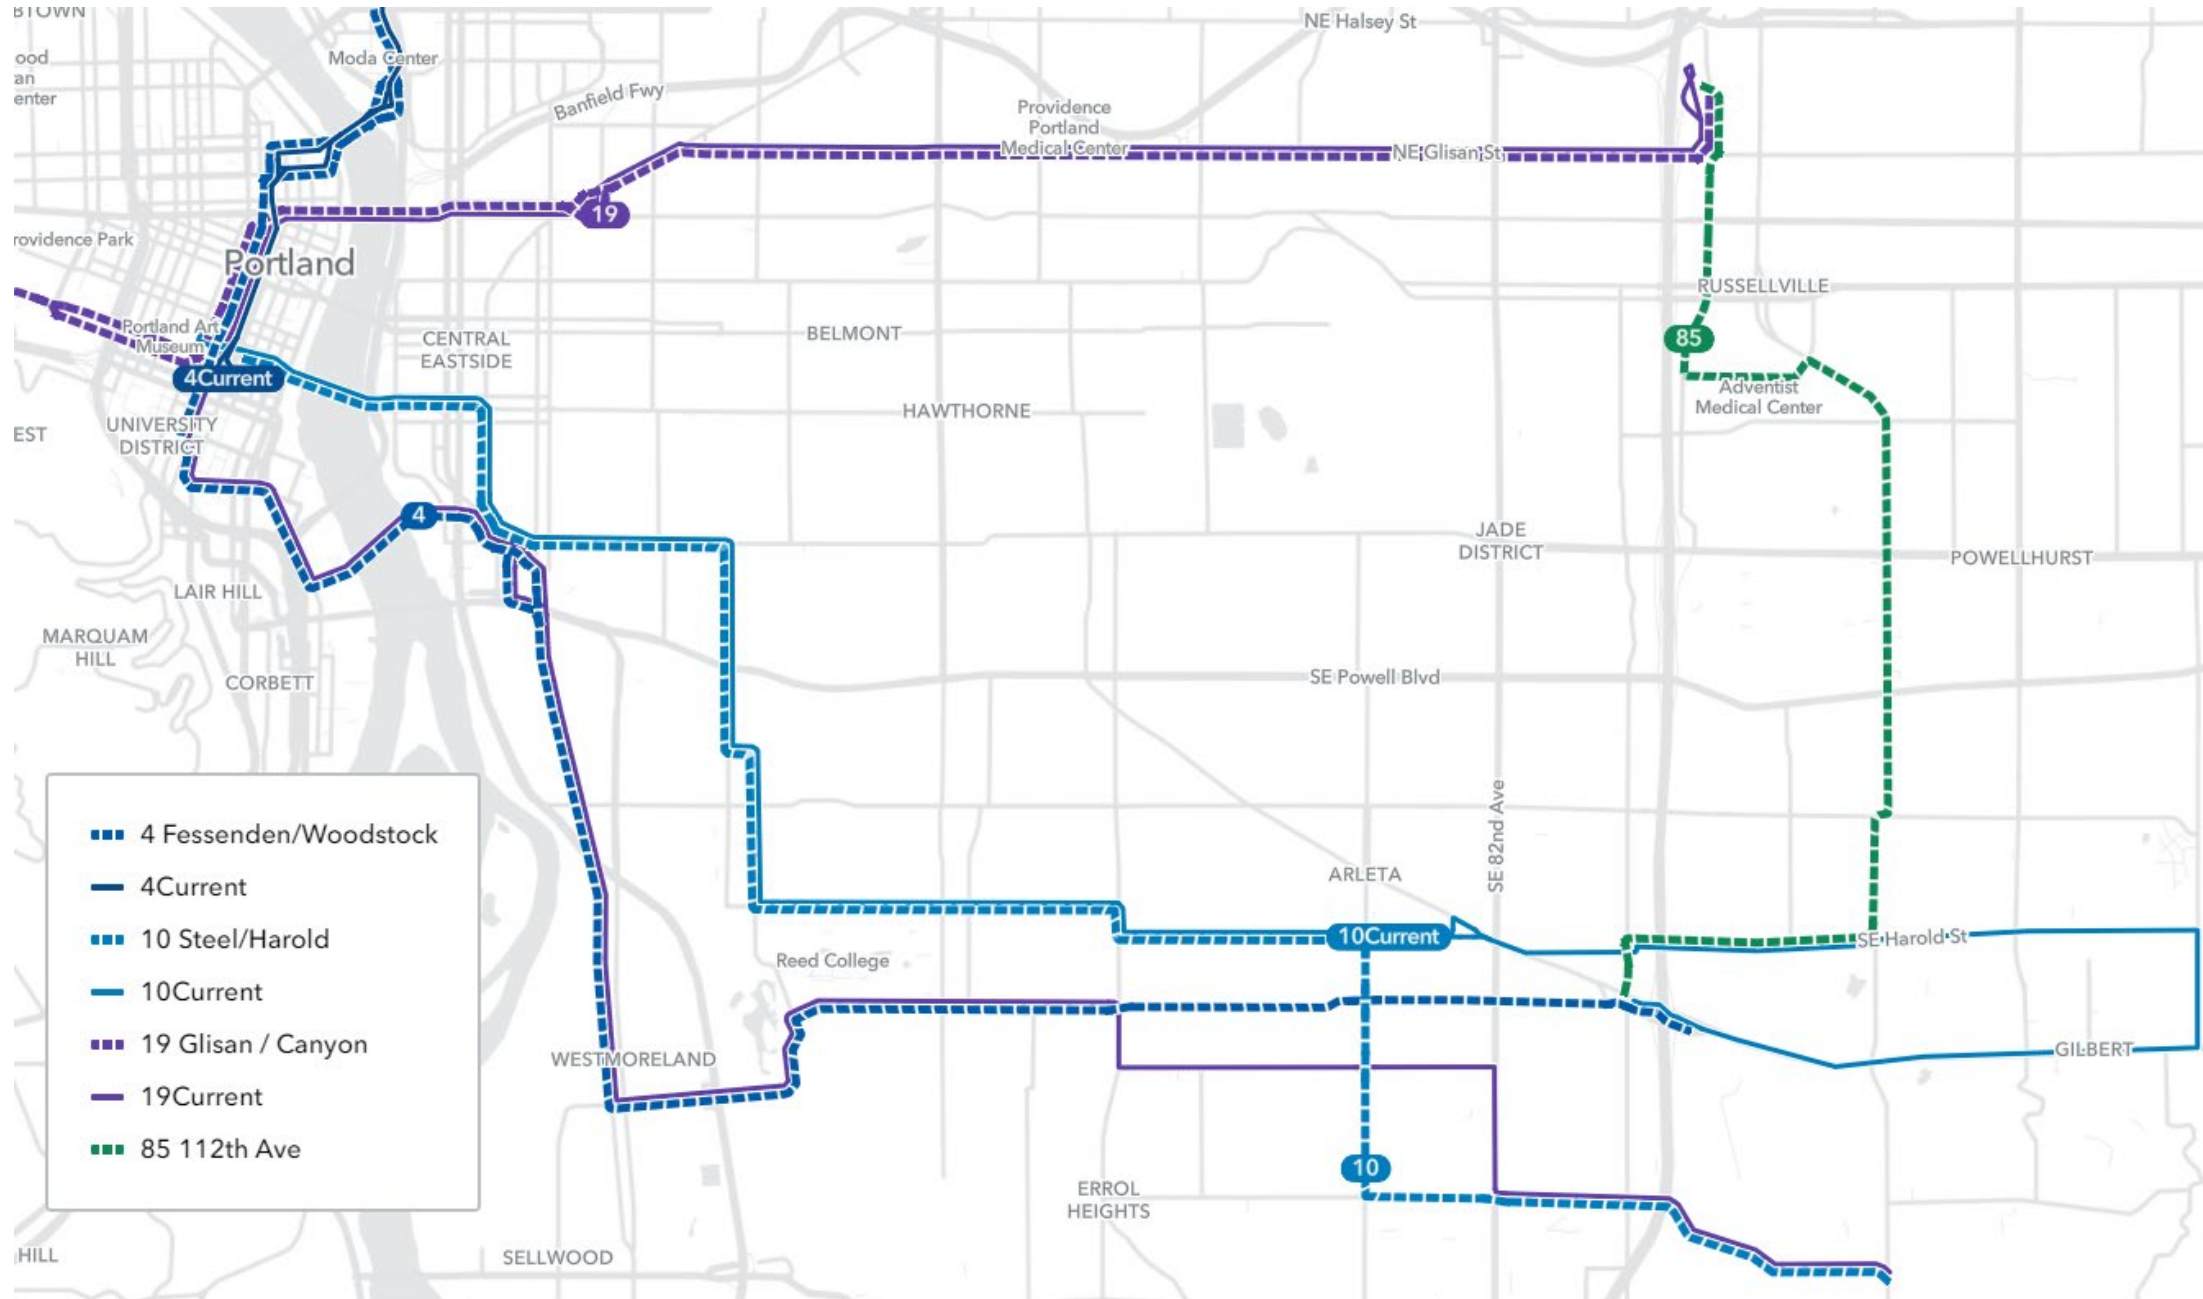 BTOWN
NE Halsey St
Moda Center
ood
an
enter
Banfield Fwy
Providence
Portland
Medical Center
NE Glisan St
19
rovidence Park
Portland
RUSSELLVILLE
Portland Art
Museum
CENTRAL
EASTSIDE
BELMONT
85
4Current
Adventist
Medical Center
HAWTHORNE
UNIVERSITY
DISTRICT
EST
4
JADE
DISTRICT
POWELLHURST
LAIR HILL
MARQUAM
HILL
CORBETT
SE Powell Blvd
SE 82nd Ave
ARLETA
10Current
SE Harold St
Reed College
WESTMORELAND
GILBERT
10
ERROL
HEIGHTS
SELLWOOD
HILL
4 Fessenden/Woodstock
4Current
10 Steel/Harold
10Current
19 Glisan / Canyon
19Current
85 112th Ave